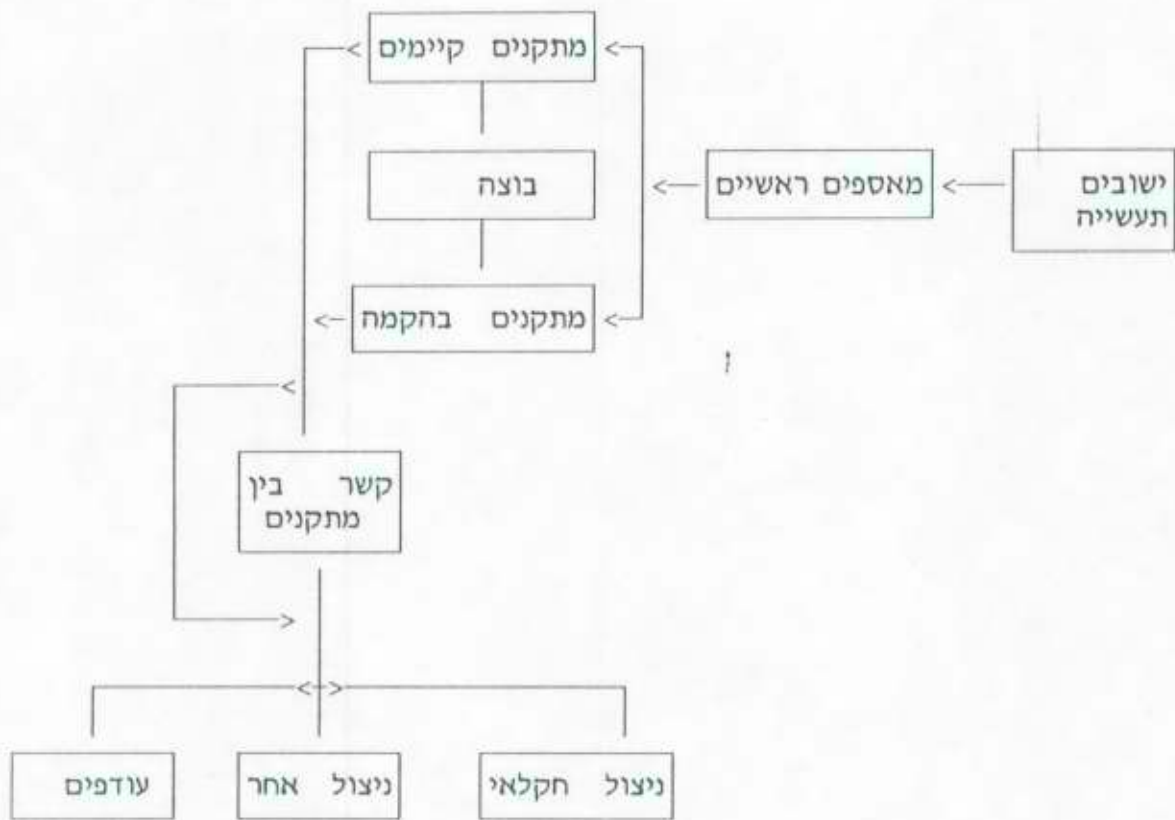 מתקנים קיימים
ישובים
תעשייה
מאספים ראשיים
בוצה
מתקנים בהקמה
קשר בין
מתקנים
ניצול חקלאי
ניצול אחר
עודפים